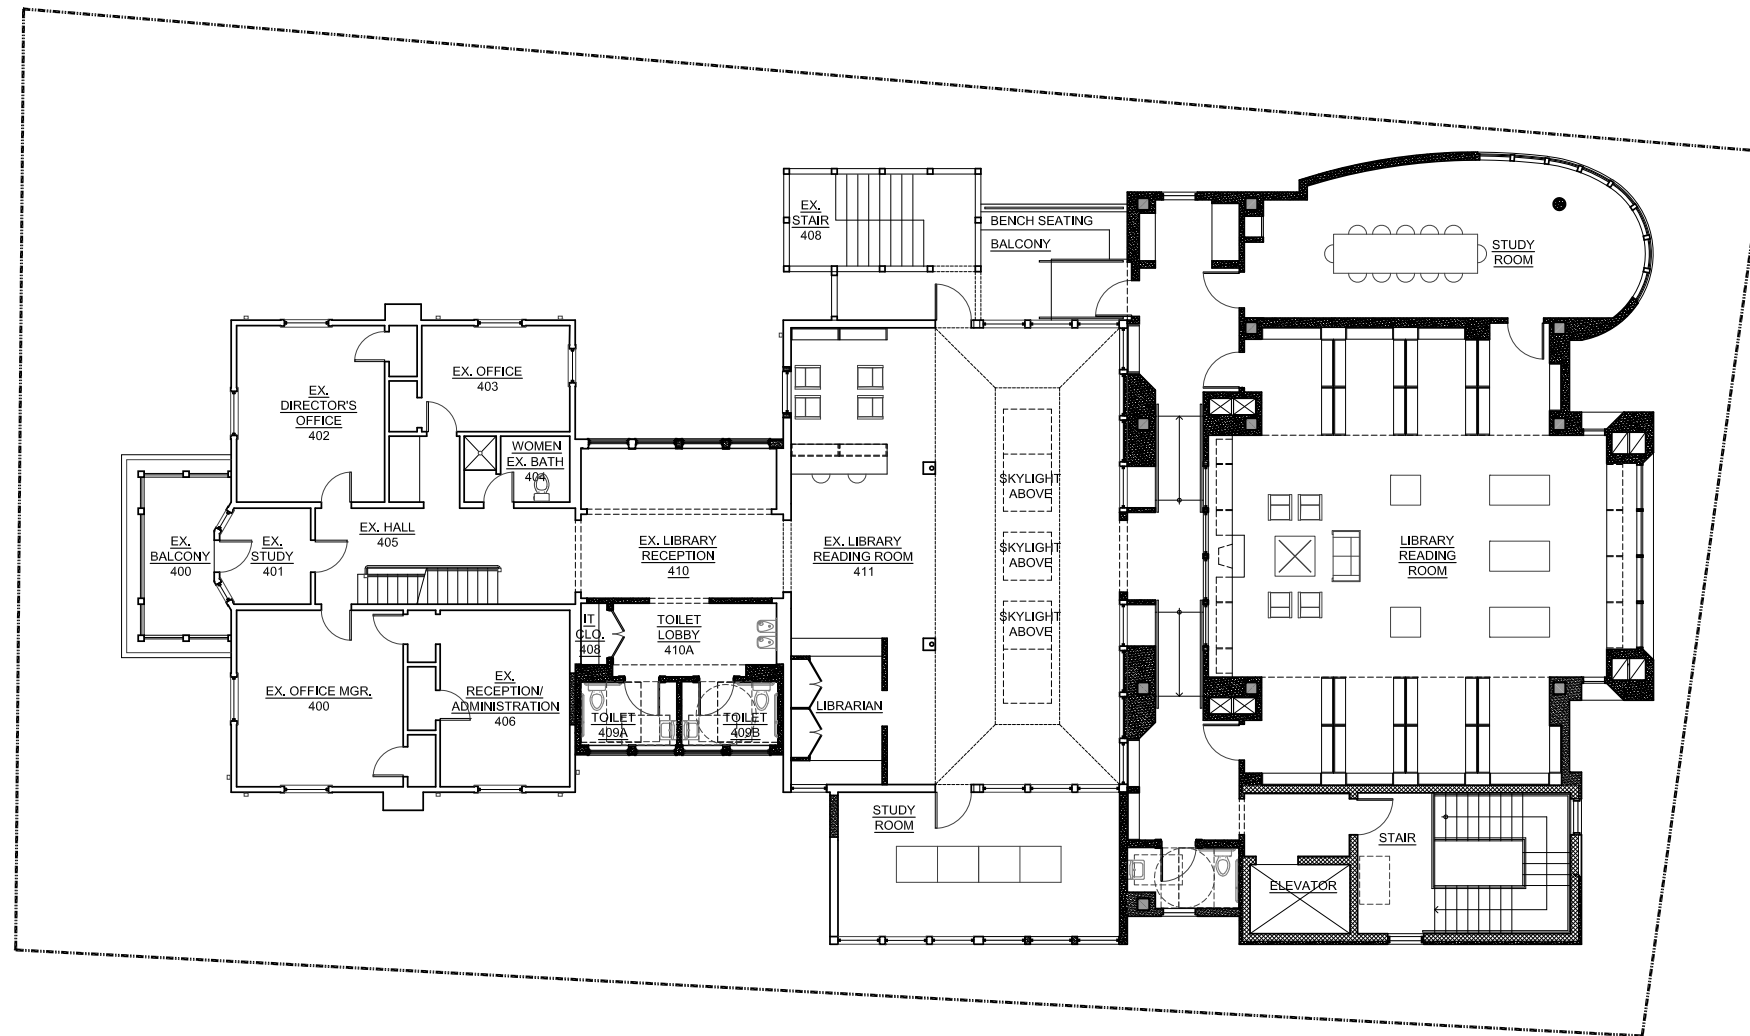 EX.
STAIR
408
BENCH SEATING
BALCONY
STUDY
ROOM
EX. OFFICE
403
EX.
DIRECTOR'S
OFFICE
402
WOMEN
EX. BATH
404
SKYLIGHT
ABOVE
EX. HALL
405
EX.
BALCONY
400
EX.
STUDY
401
EX. LIBRARY
RECEPTION
410
EX. LIBRARY
READING ROOM
411
SKYLIGHT
ABOVE
LIBRARY
READING
ROOM
IT
CLO.
408
TOILET
LOBBY
410A
SKYLIGHT
ABOVE
EX. OFFICE MGR.
400
EX.
RECEPTION/
ADMINISTRATION
406
TOILET
409A
TOILET
409B
LIBRARIAN
STUDY
ROOM
STAIR
ELEVATOR